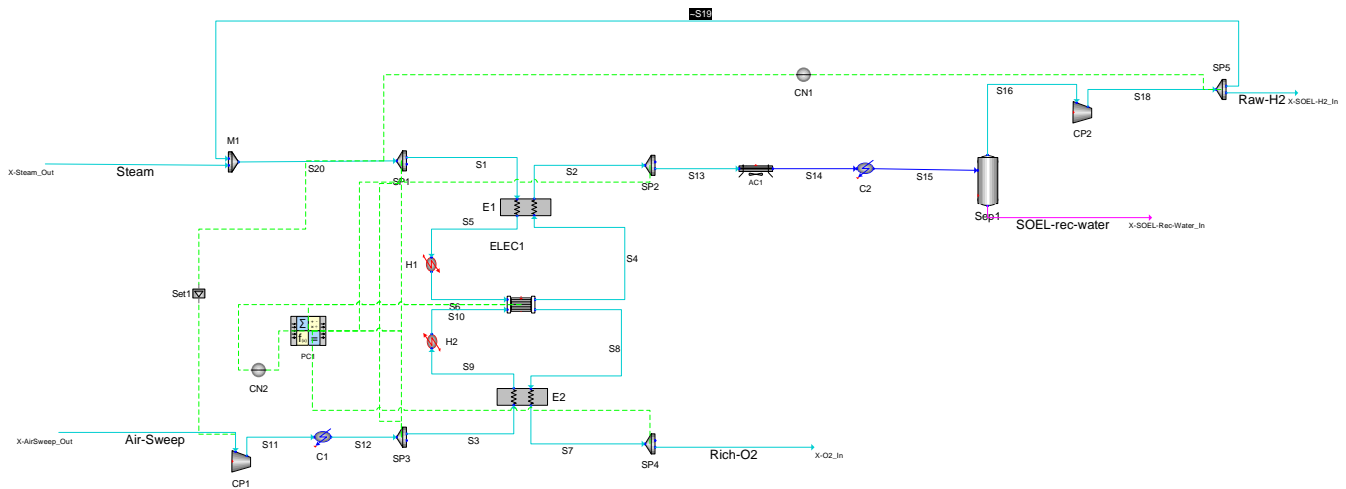 ~S19
SP5
CN1
S16
S18
Raw-H2
X-SOEL-H2_In
CP2
M1
S20
S1
S2
SP1
SP2
S13
AC1
S14
C2
S15
X-Steam_Out
Steam
E1
Sep1
SOEL-rec-water
X-SOEL-Rec-Water_In
S5
ELEC1
S4
H1
Set1
S6
S10
Σ
f(x)
=
PC1
H2
S8
S9
CN2
E2
X-AirSweep_Out
Air-Sweep
S11
S12
S3
S7
C1
SP3
SP4
Rich-O2
X-O2_In
CP1